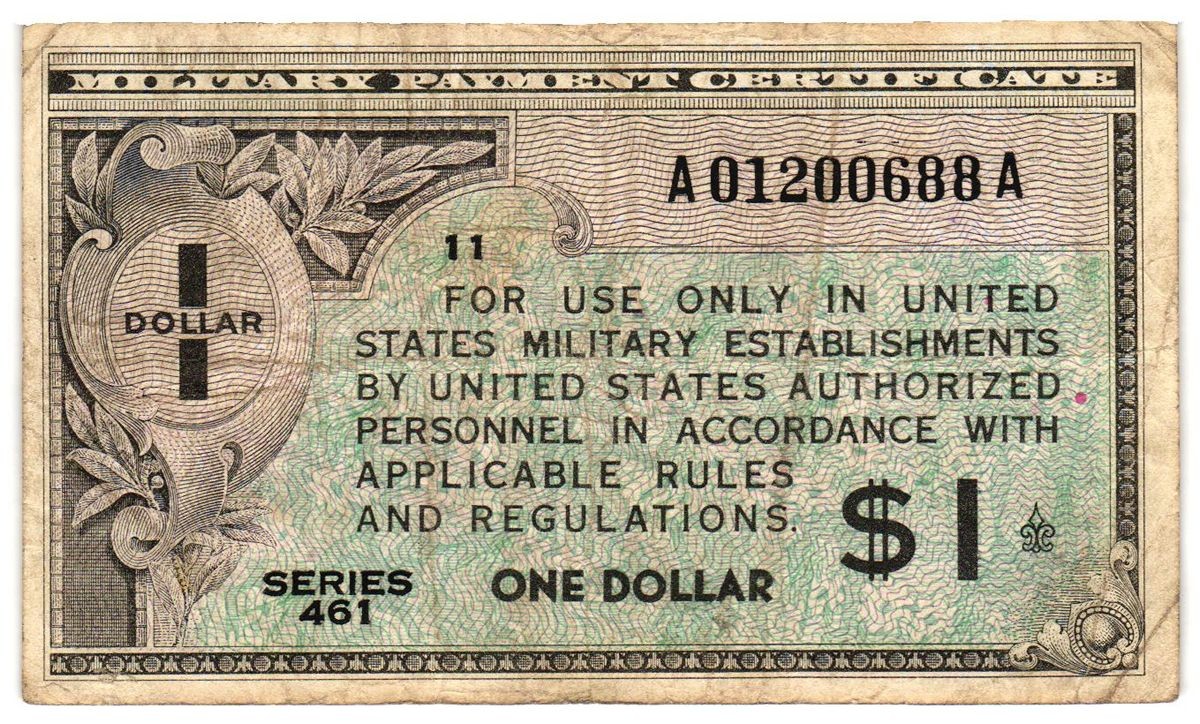 MILITARY PAYMENT CERTIFICATE
A01200688A
11
1
DOLLAR
FOR USE ONLY IN UNITED
STATES MILITARY ESTABLISHMENTS
BY UNITED STATES AUTHORIZED
PERSONNEL IN ACCORDANCE WITH
APPLICABLE RULES
AND REGULATIONS.
$1
SERIES
461
ONE DOLLAR